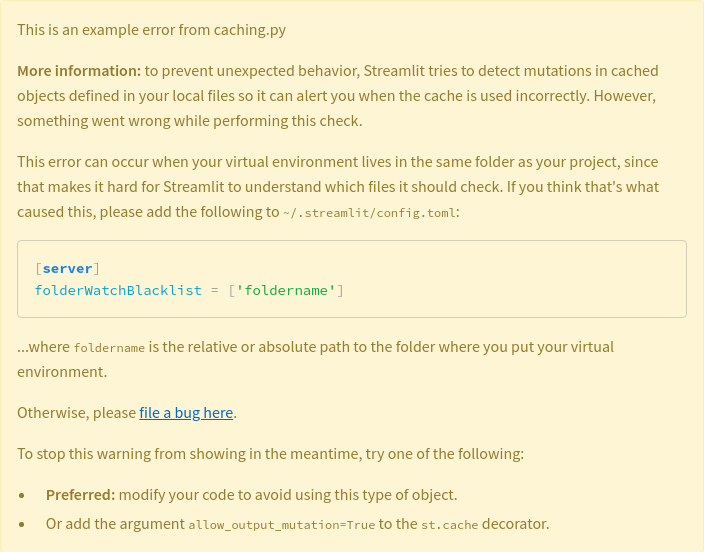 This is an example error from caching.py
More information: to prevent unexpected behavior, Streamlit tries to detect mutations in cached
objects defined in your local files so it can alert you when the cache is used incorrectly. However,
something went wrong while performing this check.
This error can occur when your virtual environment lives in the same folder as your project, since
that makes it hard for Streamlit to understand which files it should check. If you think that's what
caused this, please add the following to ~/.streamlit/config.toml:
[server]
folderWatchBlacklist = ['foldername']
...where foldername is the relative or absolute path to the folder where you put your virtual
environment.
Otherwise, please file a bug here.
To stop this warning from showing in the meantime, try one of the following:
• Preferred: modify your code to avoid using this type of object.
• Or add the argument allow_output_mutation=True to the st.cache decorator.